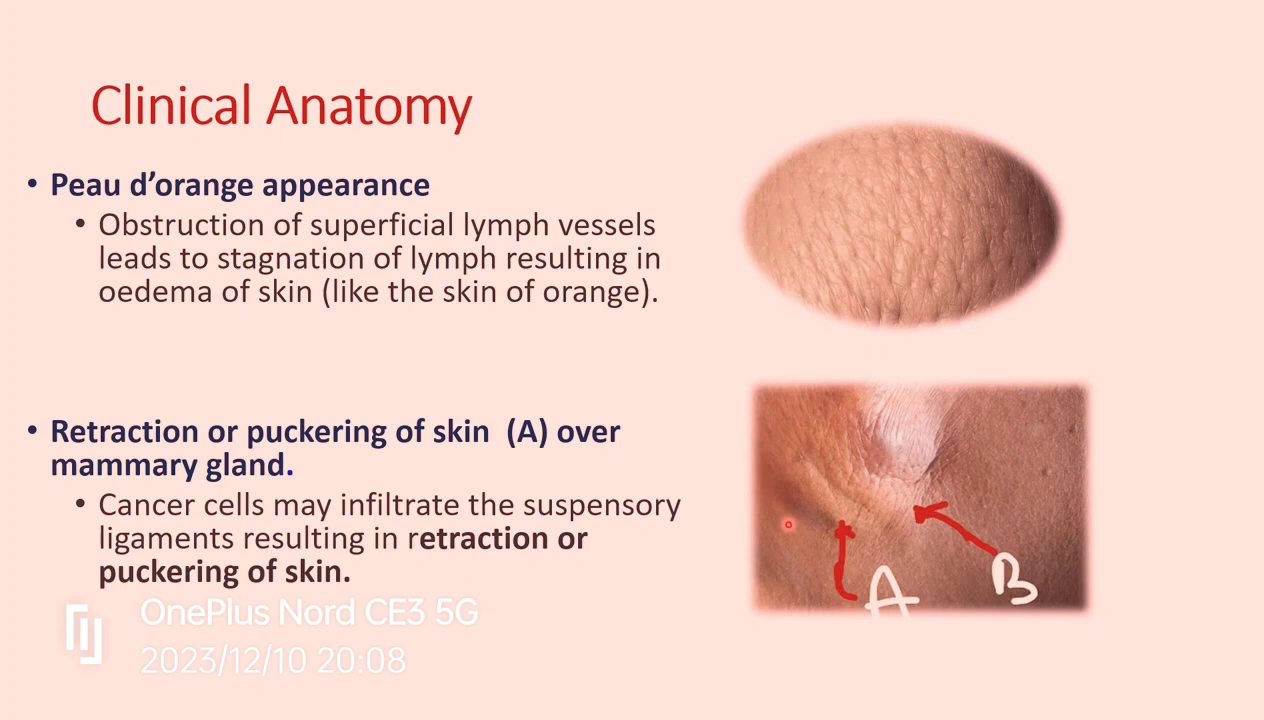 Clinical Anatomy
• Peau d’orange appearance
• Obstruction of superficial lymph vessels
leads to stagnation of lymph resulting in
oedema of skin (like the skin of orange).
• Retraction or puckering of skin (A) over
mammary gland.
• Cancer cells may infiltrate the suspensory
ligaments resulting in retraction or
puckering of skin.
A
B
OnePlus Nord CE3 5G
2023/12/10 20:08